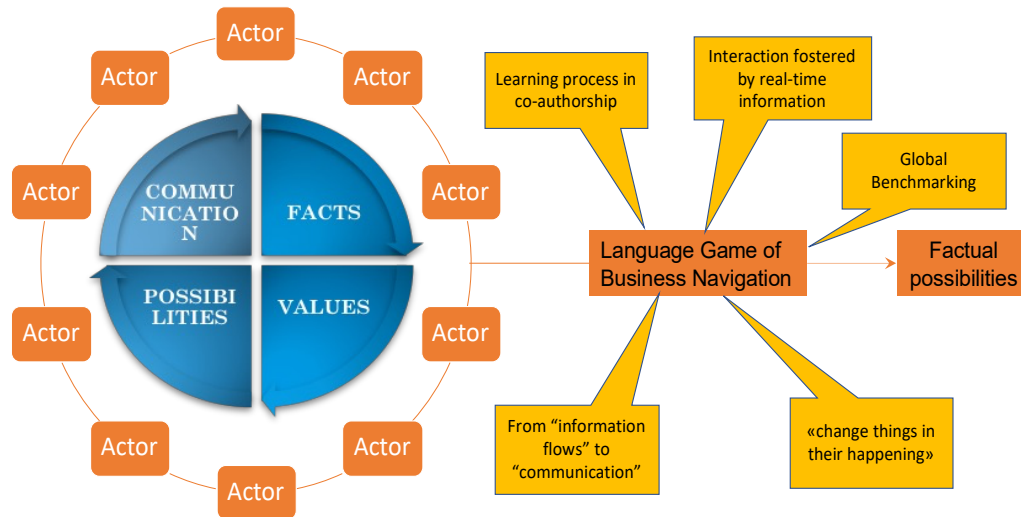 Actor
Actor
Actor
Actor
Actor
Actor
Actor
Actor
Actor
Actor
COMMU
NICATIO
N
FACTS
POSSIBI
LITIES
VALUES
Learning process in
co-authorship
Interaction fostered
by real-time
information
Global
Benchmarking
Language Game of
Business Navigation
Factual
possibilities
From “information
flows” to
“communication”
«change things in
their happening»